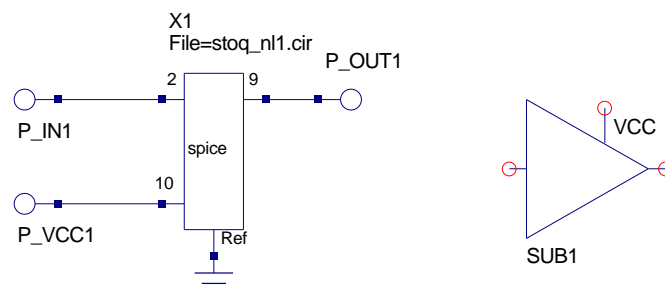 X1
File=stoq_nl1.cir
P_OUT1
2
9
P_IN1
VCC
spice
10
P_VCC1
Ref
SUB1